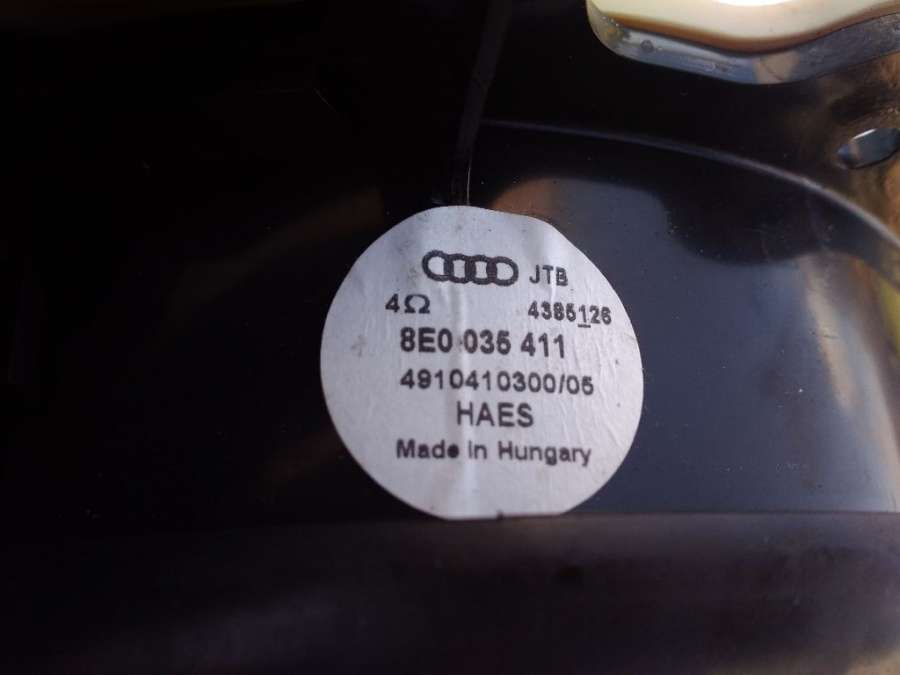 JTB
4Ω 4385126
8E0 035 411
4910410300/05
HAES
Made in Hungary